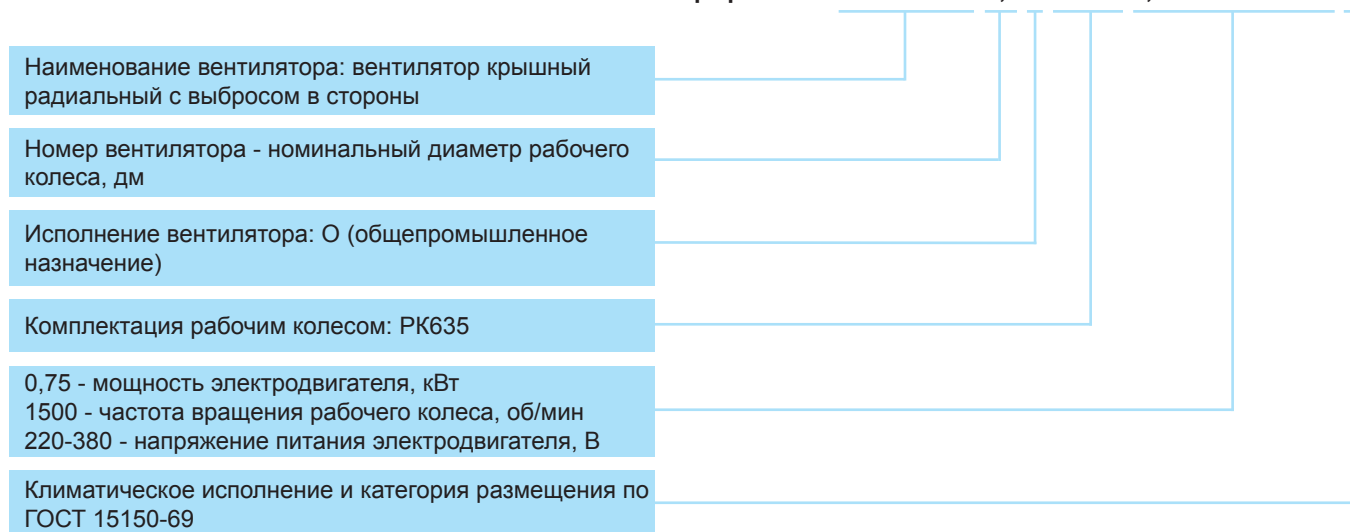 Наименование вентилятора: вентилятор крышный
радиальный с выбросом в стороны
Номер вентилятора - номинальный диаметр рабочего
колеса, дм
Исполнение вентилятора: О (общепромышленное
назначение)
Комплектация рабочим колесом: РК635
0,75 - мощность электродвигателя, кВт
1500 - частота вращения рабочего колеса, об/мин
220-380 - напряжение питания электродвигателя, В
Климатическое исполнение и категория размещения по
ГОСТ 15150-69